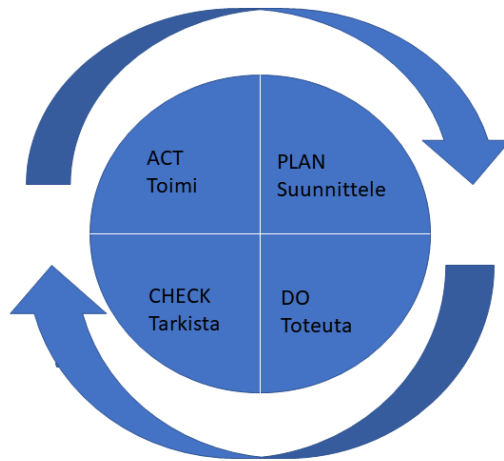 ACT
Toimi
PLAN
Suunnittele
CHECK
Tarkista
DO
Toteuta